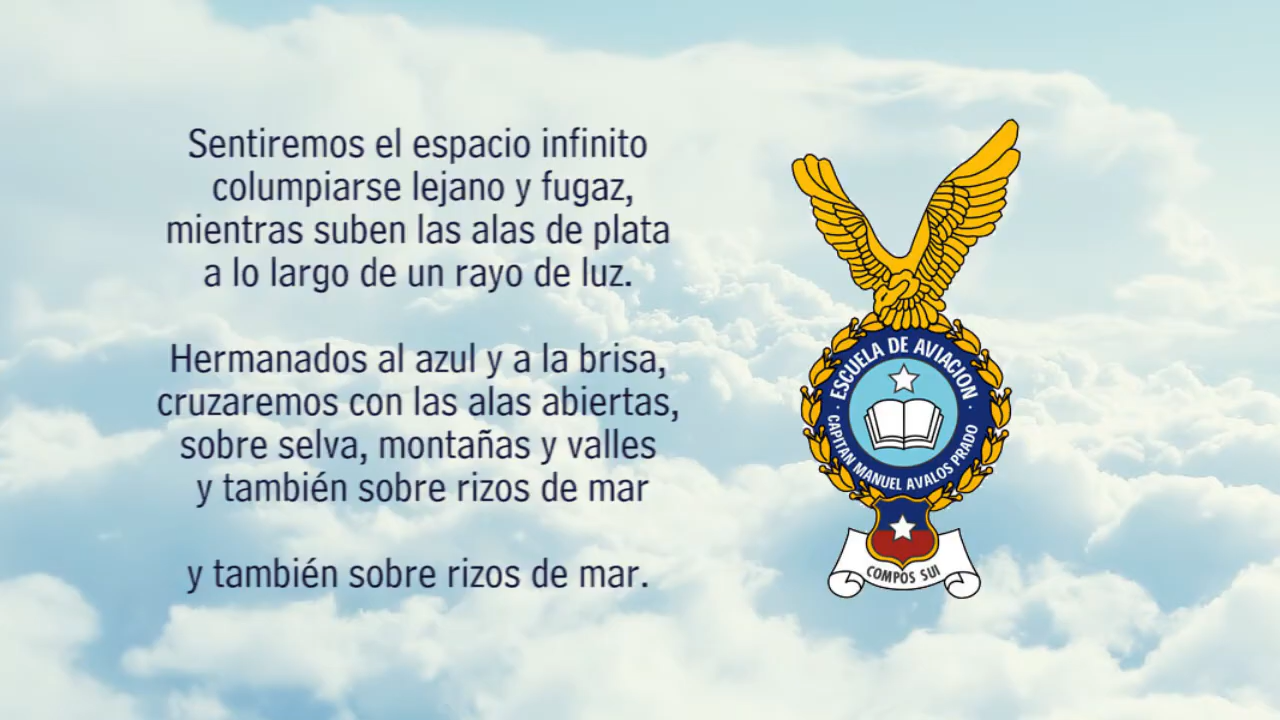 Sentiremos el espacio infinito
columpiarse lejano y fugaz,
mientras suben las alas de plata
a lo largo de un rayo de luz.
Hermanados al azul y a la brisa,
cruzaremos con las alas abiertas,
sobre selva, montañas y valles
y también sobre rizos de mar
y también sobre rizos de mar.
· ESCUELA DE AVIACION ·
CAPITAN MANUEL AVALOS PRADO
COMPOS SUI